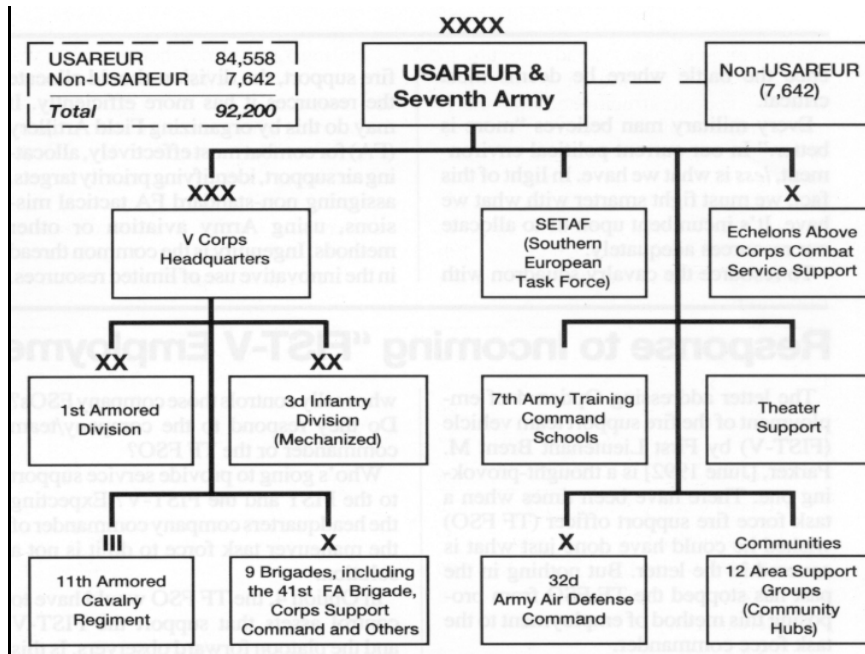 XXXX
USAREUR 84,558
Non-USAREUR 7,642
Total 92,200
USAREUR &
Seventh Army
Non-USAREUR
(7,642)
XXX
V Corps
Headquarters
SETAF
(Southern
European
Task Force)
X
Echelons Above
Corps Combat
Service Support
XX
1st Armored
Division
XX
3d Infantry
Division
(Mechanized)
7th Army Training
Command
Schools
Theater
Support
III
11th Armored
Cavalry
Regiment
X
9 Brigades, including
the 41st FA Brigade,
Corps Support
Command and Others
X
32d
Army Air Defense
Command
Communities
12 Area Support
Groups
(Community
Hubs)